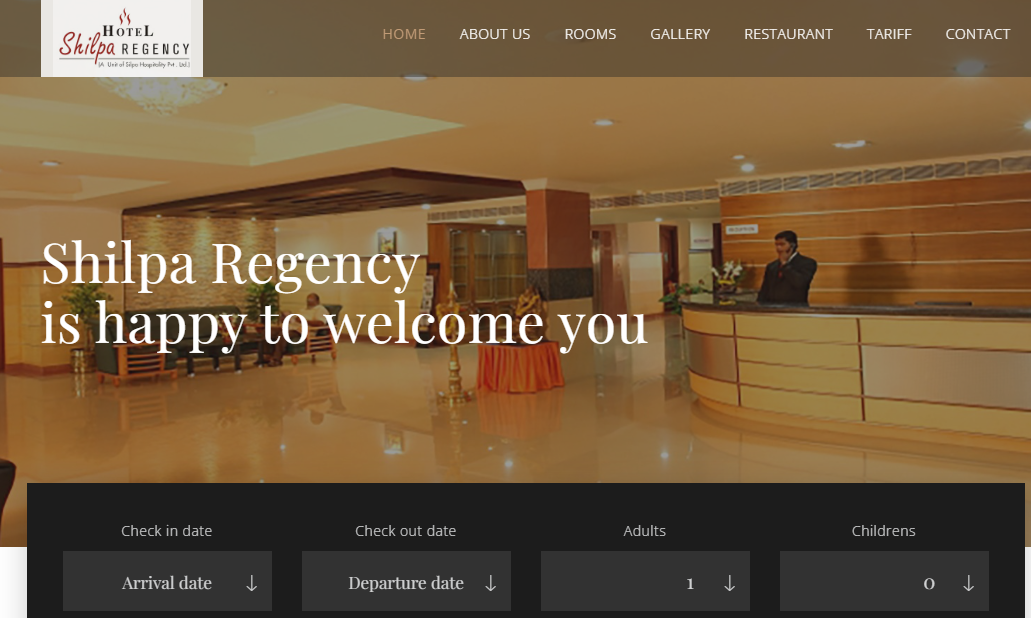 HOTEL
Shilpa REGENCY
(A Unit of Silpa Hospitality Pvt. Ltd.)
HOME ABOUT US ROOMS GALLERY RESTAURANT TARIFF CONTACT
RECEPTION
Shilpa Regency
is happy to welcome you
Check in date Check out date Adults Childrens
Arrival date Departure date 1 0